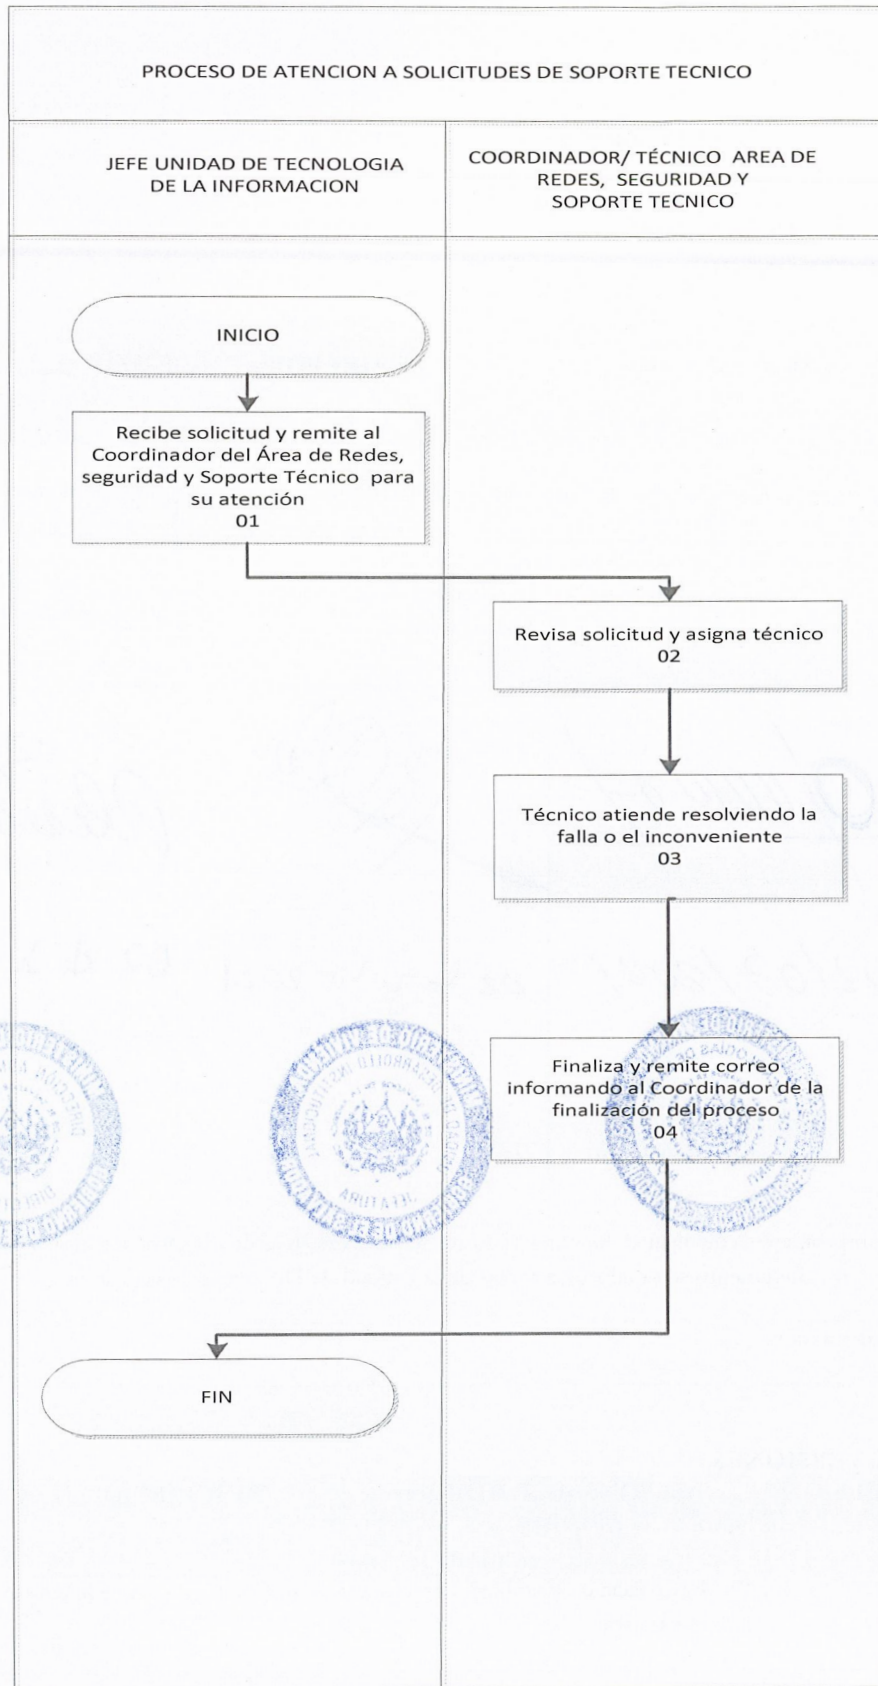 PROCESO DE ATENCION A SOLICITUDES DE SOPORTE TECNICO
JEFE UNIDAD DE TECNOLOGIA
DE LA INFORMACION
COORDINADOR/ TÉCNICO AREA DE
REDES, SEGURIDAD Y
SOPORTE TECNICO
INICIO
Recibe solicitud y remite al
Coordinador del Área de Redes,
seguridad y Soporte Técnico para
su atención
01
Revisa solicitud y asigna técnico
02
Técnico atiende resolviendo la
falla o el inconveniente
03
Finaliza y remite correo
informando al Coordinador de la
finalización del proceso
04
FIN